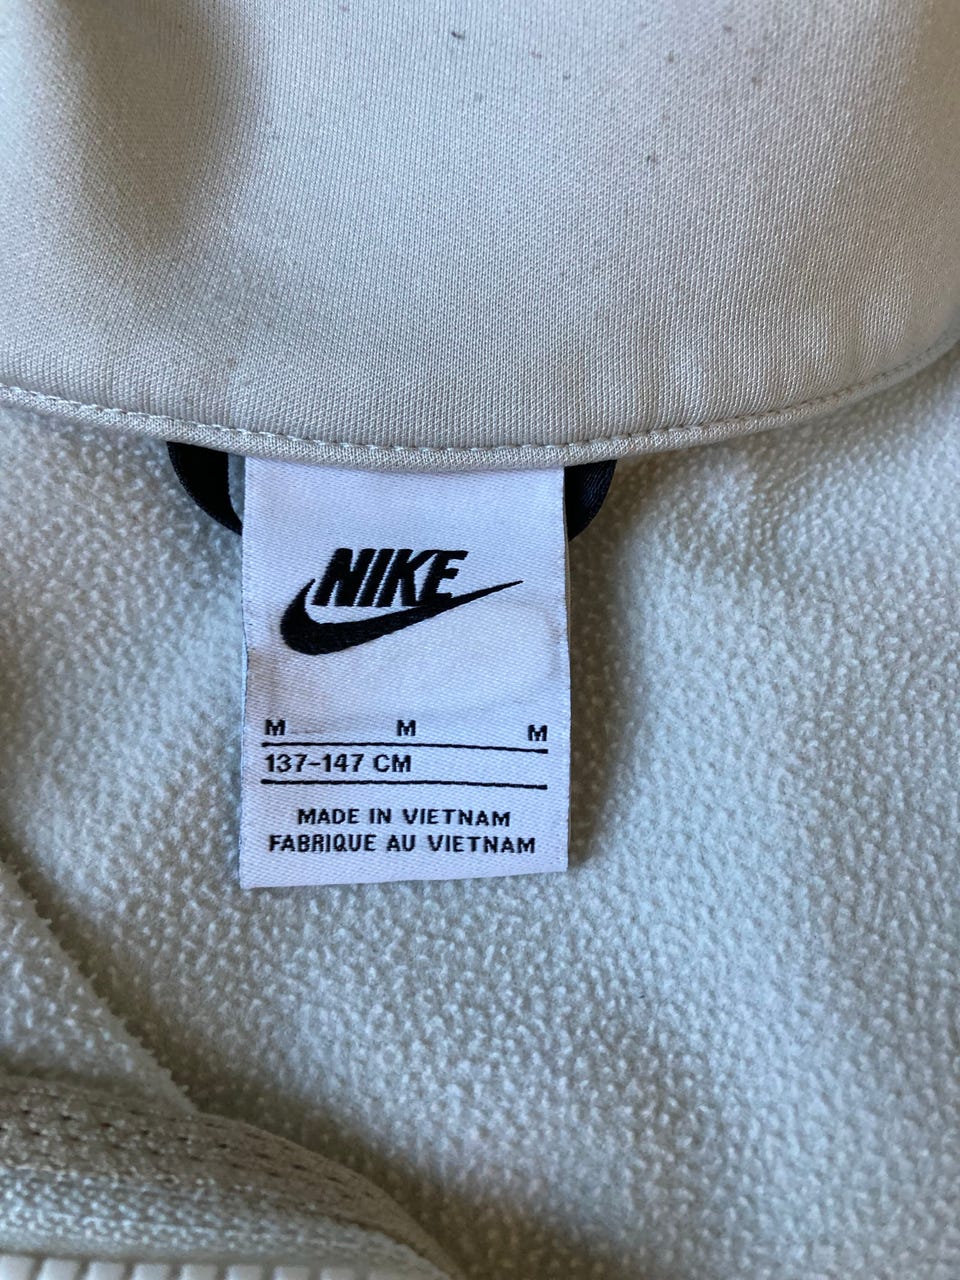 NIKE
M M M
137-147 CM
MADE IN VIETNAM
FABRIQUE AU VIETNAM